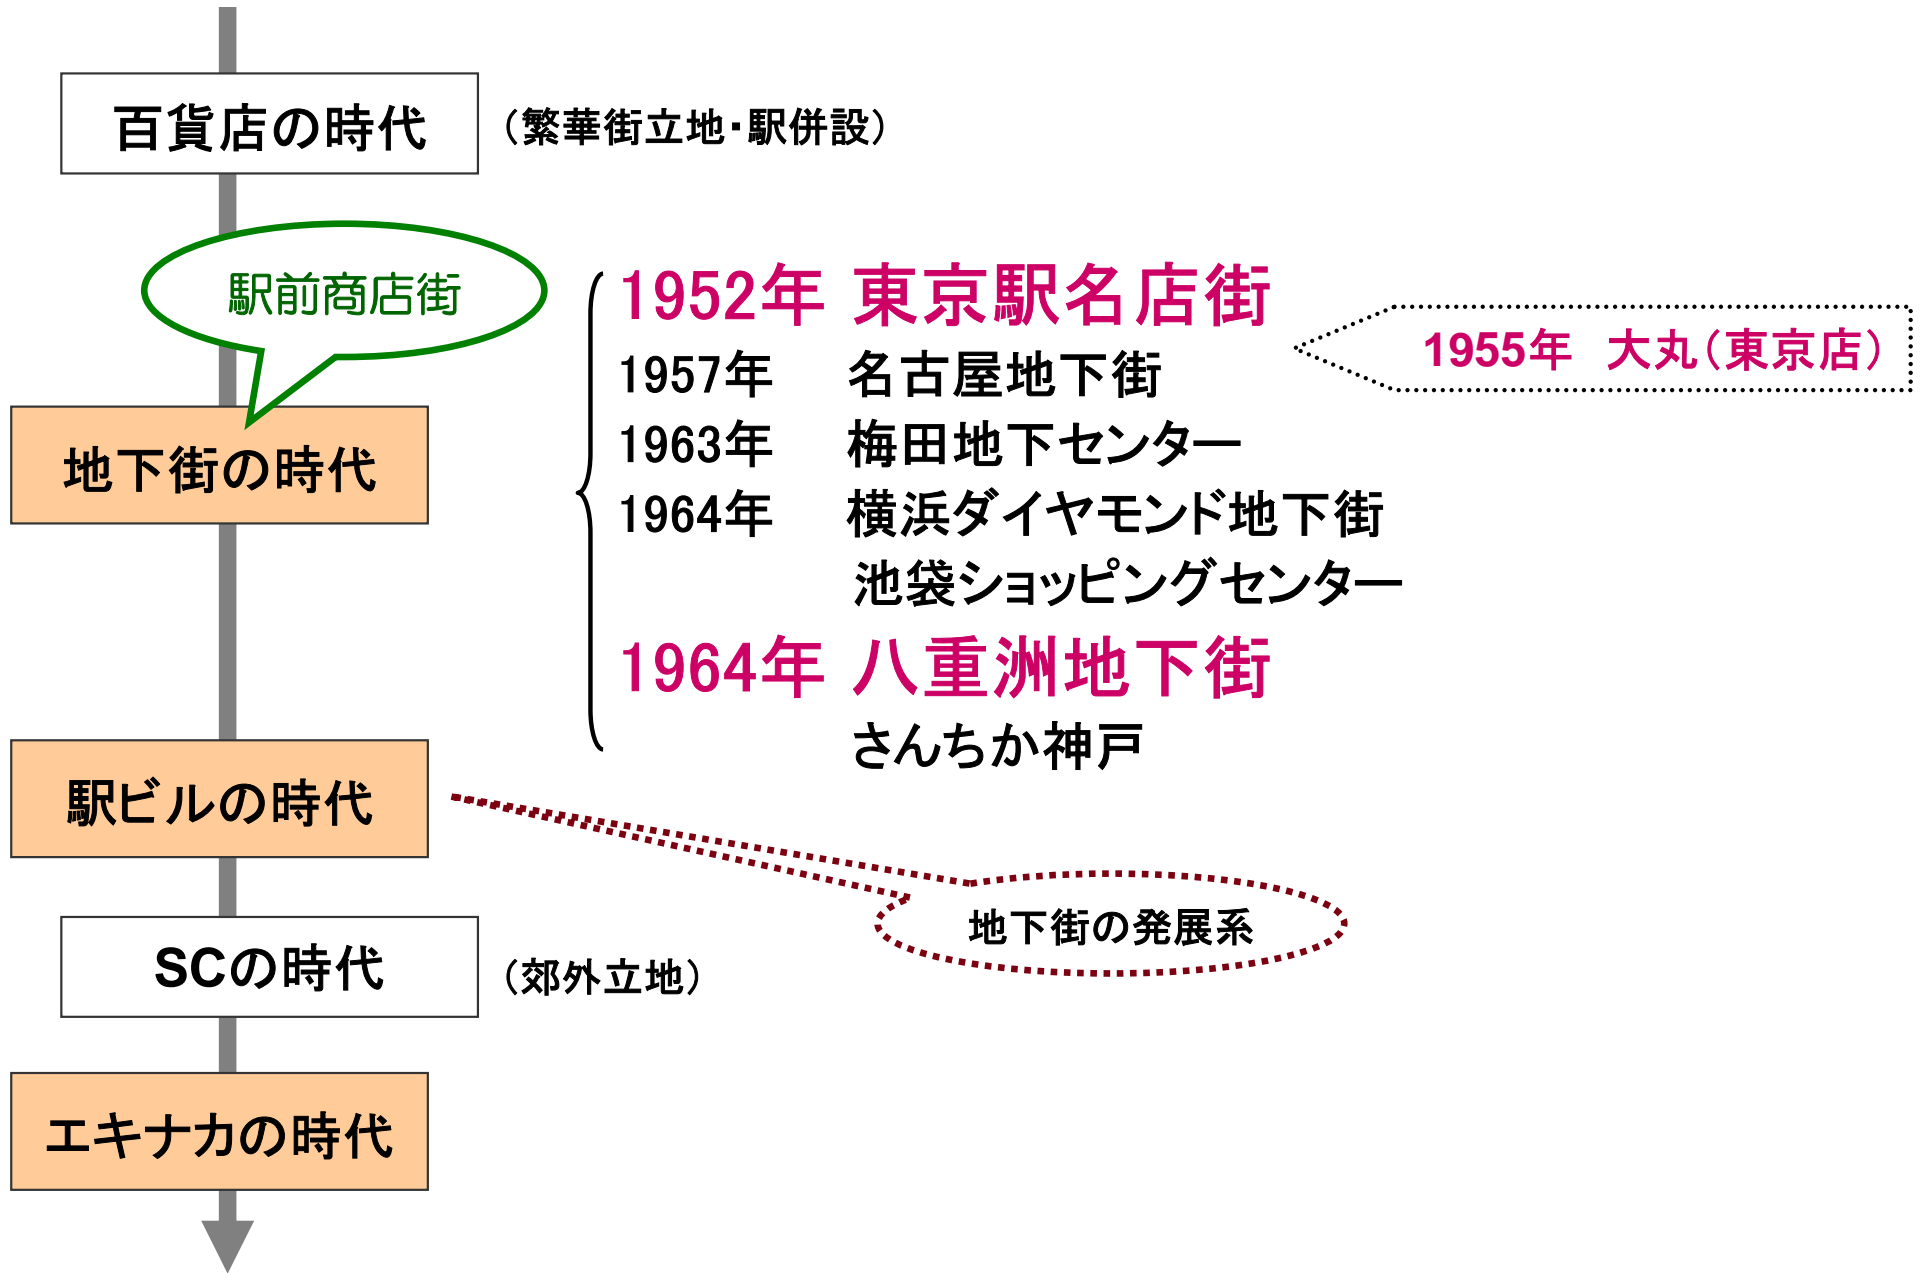 百貨店の時代
（繁華街立地・駅併設）
駅前商店街
地下街の時代
1952年 東京駅名店街
1955年　大丸（東京店）
1957年　名古屋地下街
1963年　梅田地下センター
1964年　横浜ダイヤモンド地下街
池袋ショッピングセンター
1964年 八重洲地下街
さんちか神戸
駅ビルの時代
地下街の発展系
SCの時代
（郊外立地）
エキナカの時代